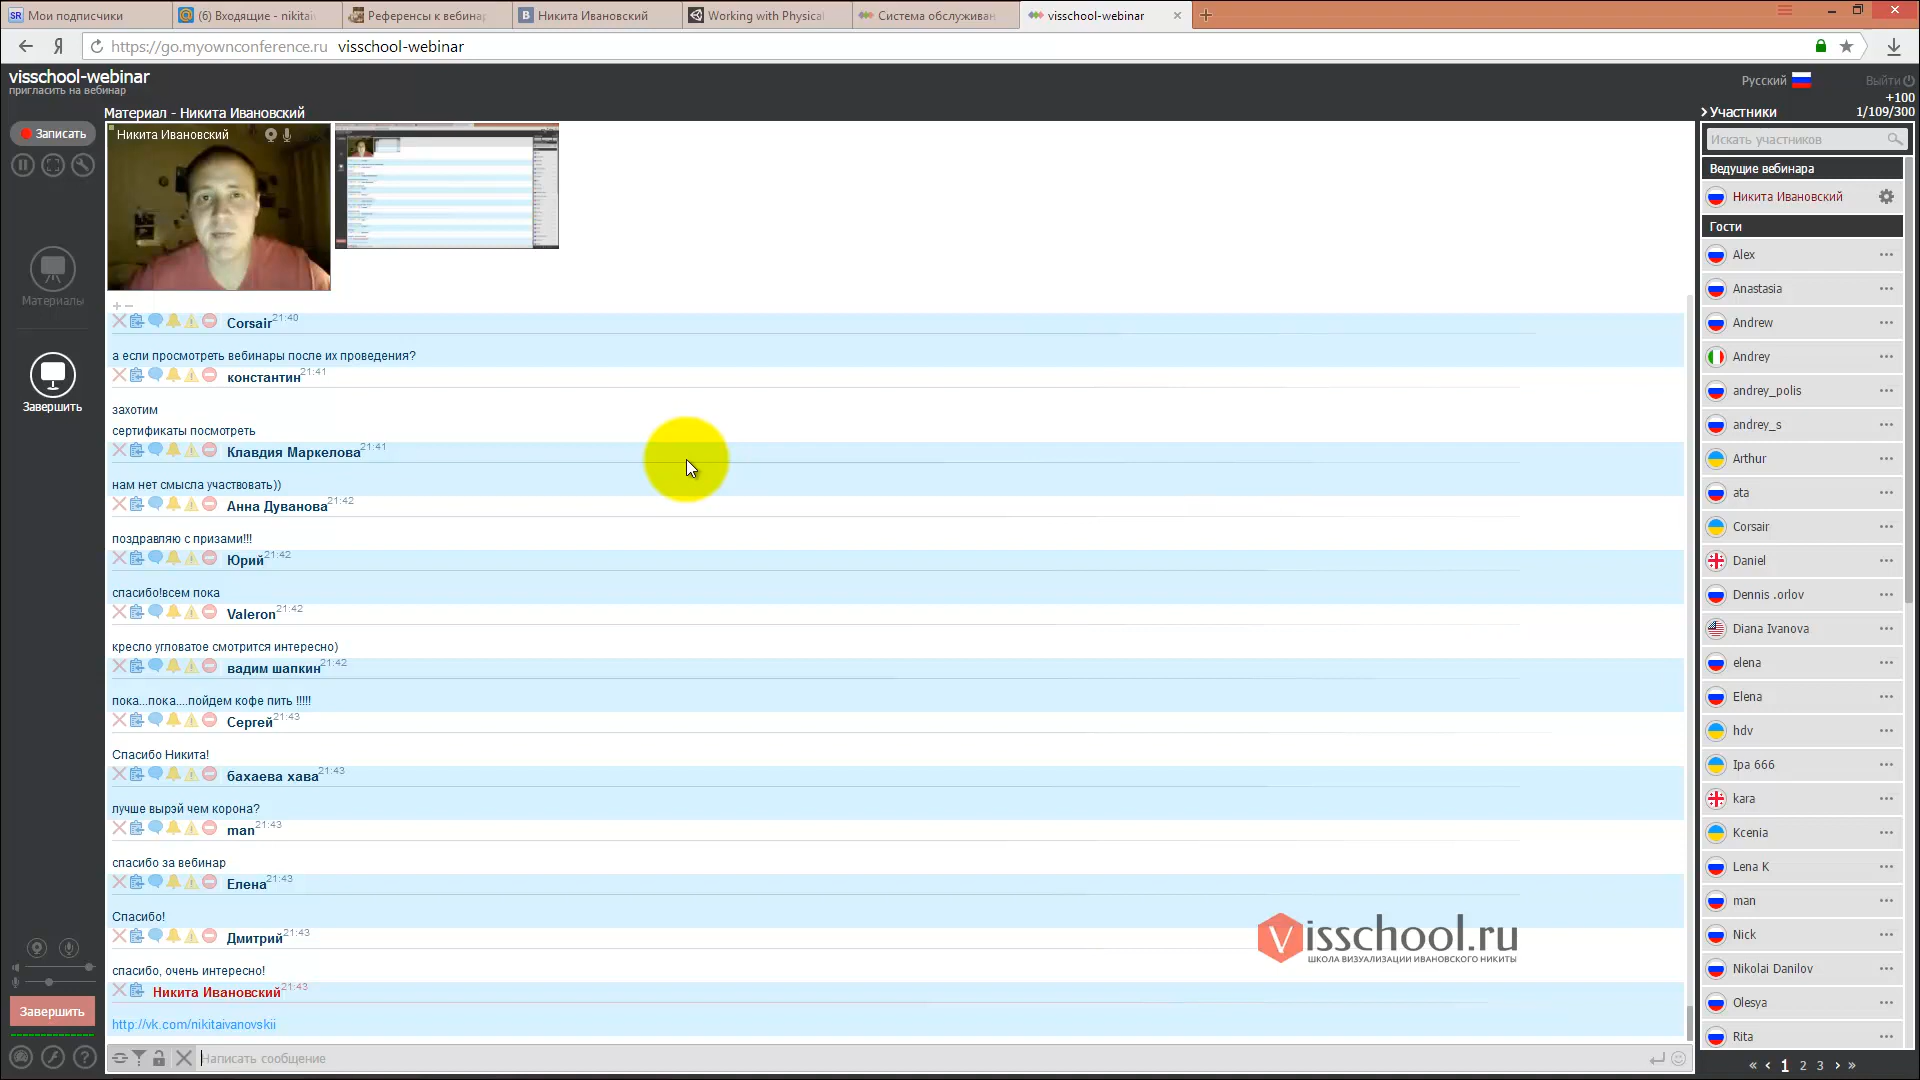 Мои подписчики
(6) Входящие - nikitaiv
Референсы к вебинар
Никита Ивановский
Working with Physical
Система обслуживан
visschool-webinar
https://go.myownconference.ru visschool-webinar
visschool-webinar
пригласить на вебинар
Русский
Выйти
+100
Материал - Никита Ивановский
Участники
1/109/300
Записать
Никита Ивановский
Искать участников
Ведущие вебинара
Никита Ивановский
Гости
Материалы
Завершить
Corsair 21:40
а если просмотреть вебинары после их проведения?
константин 21:41
захотим
сертификаты посмотреть
Клавдия Маркелова 21:41
нам нет смысла участвовать))
Анна Дуванова 21:42
поздравляю с призами!!!
Юрий 21:42
спасибо!всем пока
Valeron 21:42
кресло угловатое смотрится интересно)
вадим шапкин 21:42
пока...пока....пойдем кофе пить !!!!!
Сергей 21:43
Спасибо Никита!
бахаева хава 21:43
лучше вырэй чем корона?
man 21:43
спасибо за вебинар
Елена 21:43
Спасибо!
Дмитрий 21:43
спасибо, очень интересно!
Никита Ивановский 21:43
http://vk.com/nikitaivanovskii
Написать сообщение
Завершить
Visschool.ru
ШКОЛА ВИЗУАЛИЗАЦИИ ИВАНОВСКОГО НИКИТЫ
Alex
Anastasia
Andrew
Andrey
andrey_polis
andrey_s
Arthur
ata
Corsair
Daniel
Dennis .orlov
Diana Ivanova
elena
Elena
hdv
Ipa 666
kara
Kcenia
Lena K
man
Nick
Nikolai Danilov
Olesya
Rita
« ‹ 1 2 3 › »